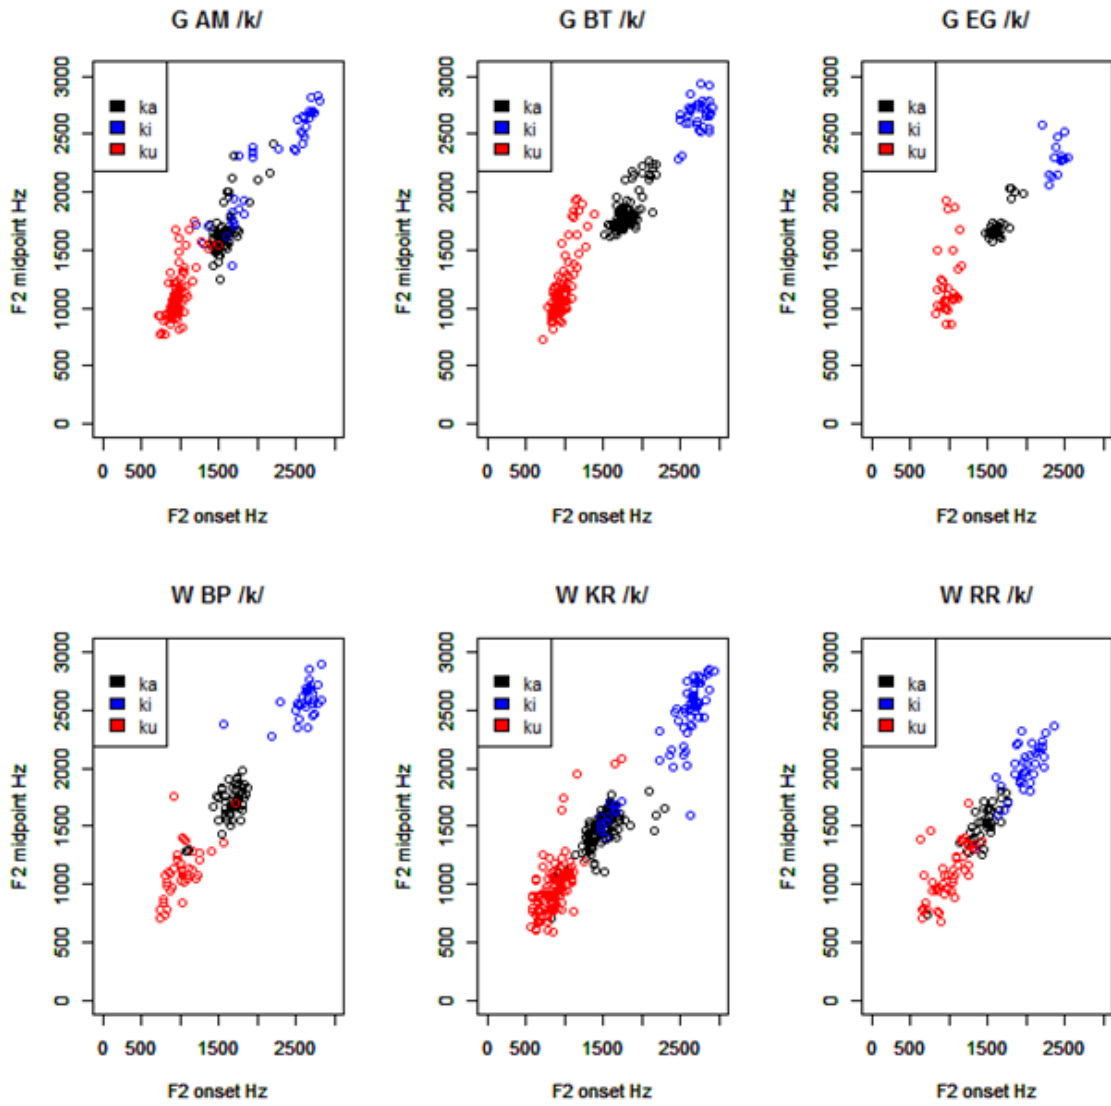 G AM /k/
F2 midpoint Hz
3000
2500
2000
1500
1000
500
0
ka
ki
ku
0 500 1500 2500
F2 onset Hz
G BT /k/
F2 midpoint Hz
3000
2500
2000
1500
1000
500
0
ka
ki
ku
0 500 1500 2500
F2 onset Hz
G EG /k/
F2 midpoint Hz
3000
2500
2000
1500
1000
500
0
ka
ki
ku
0 500 1500 2500
F2 onset Hz
W BP /k/
F2 midpoint Hz
3000
2500
2000
1500
1000
500
0
ka
ki
ku
0 500 1500 2500
F2 onset Hz
W KR /k/
F2 midpoint Hz
3000
2500
2000
1500
1000
500
0
ka
ki
ku
0 500 1500 2500
F2 onset Hz
W RR /k/
F2 midpoint Hz
3000
2500
2000
1500
1000
500
0
ka
ki
ku
0 500 1500 2500
F2 onset Hz